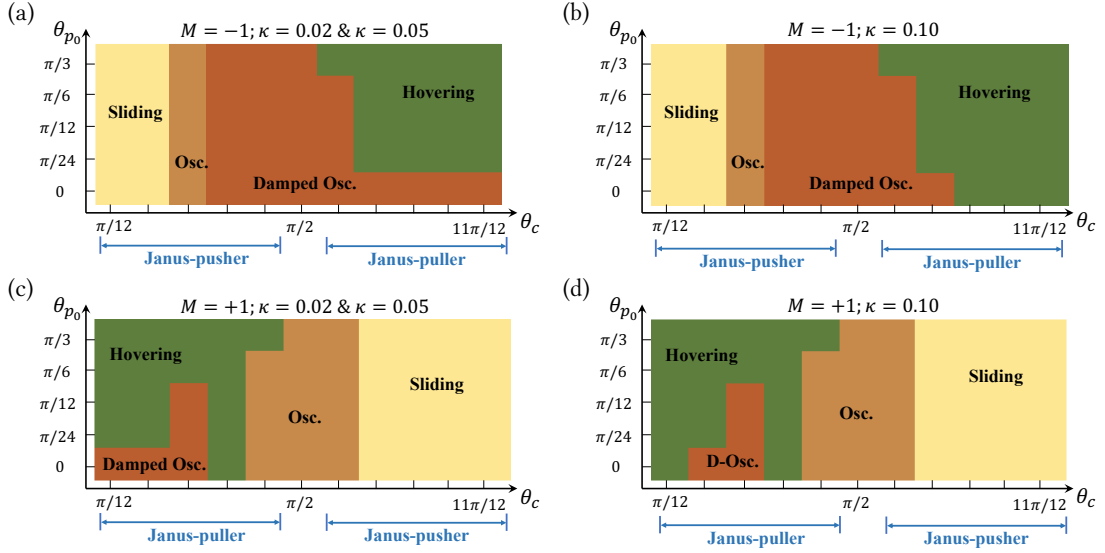 (a)
M = −1; κ = 0.02 & κ = 0.05
θp₀
π/3
π/6
π/12
π/24
0
Sliding
Osc.
Damped Osc.
Hovering
π/12
π/2
11π/12
θc
Janus-pusher
Janus-puller
(b)
M = −1; κ = 0.10
θp₀
π/3
π/6
π/12
π/24
0
Sliding
Osc.
Damped Osc.
Hovering
π/12
π/2
11π/12
θc
Janus-pusher
Janus-puller
(c)
M = +1; κ = 0.02 & κ = 0.05
θp₀
π/3
π/6
π/12
π/24
0
Hovering
Damped Osc.
Osc.
Sliding
π/12
π/2
11π/12
θc
Janus-puller
Janus-pusher
(d)
M = +1; κ = 0.10
θp₀
π/3
π/6
π/12
π/24
0
Hovering
D-Osc.
Osc.
Sliding
π/12
π/2
11π/12
θc
Janus-puller
Janus-pusher